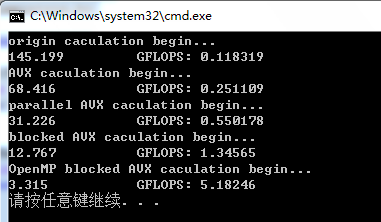 C:\Windows\system32\cmd.exe
origin caculation begin...
145.199 GFLOPS: 0.118319
AVX caculation begin...
68.416 GFLOPS: 0.251109
parallel AVX caculation begin...
31.226 GFLOPS: 0.550178
blocked AVX caculation begin...
12.767 GFLOPS: 1.34565
OpenMP blocked AVX caculation begin...
3.315 GFLOPS: 5.18246
请按任意键继续. . .